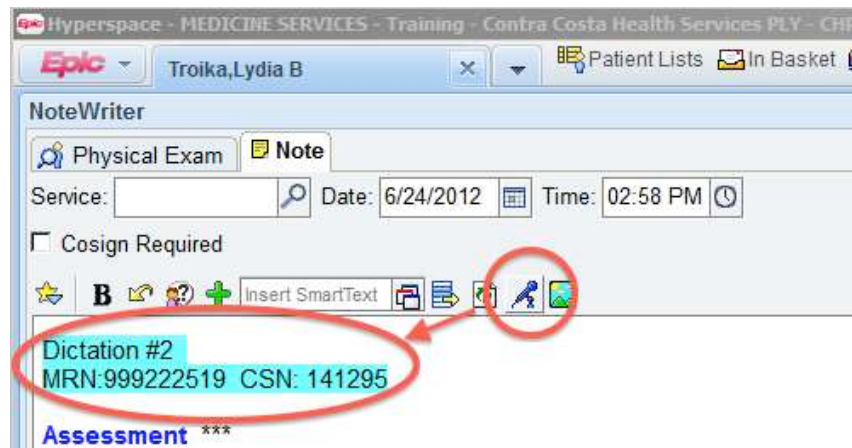 Hyperspace - MEDICINE SERVICES - Training - Contra Costa Health Services PLY - CHR
Epic Troika,Lydia B Patient Lists In Basket
NoteWriter
Physical Exam Note
Service: Date: 6/24/2012 Time: 02:58 PM
Cosign Required
B Insert SmartText
Dictation #2
MRN:999222519 CSN: 141295
Assessment ***